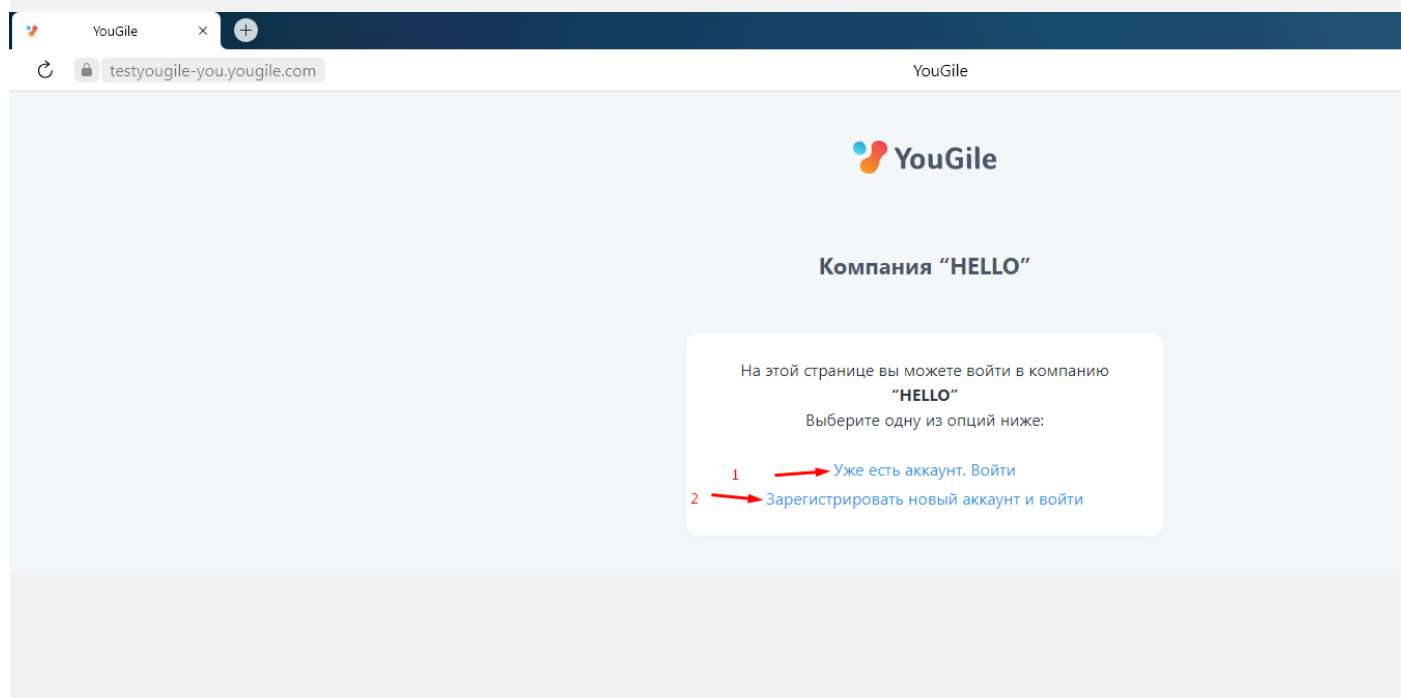 YouGile
testyougile-you.yougile.com YouGile
YouGile
Компания “HELLO”
На этой странице вы можете войти в компанию
“HELLO”
Выберите одну из опций ниже:
1 Уже есть аккаунт. Войти
2 Зарегистрировать новый аккаунт и войти